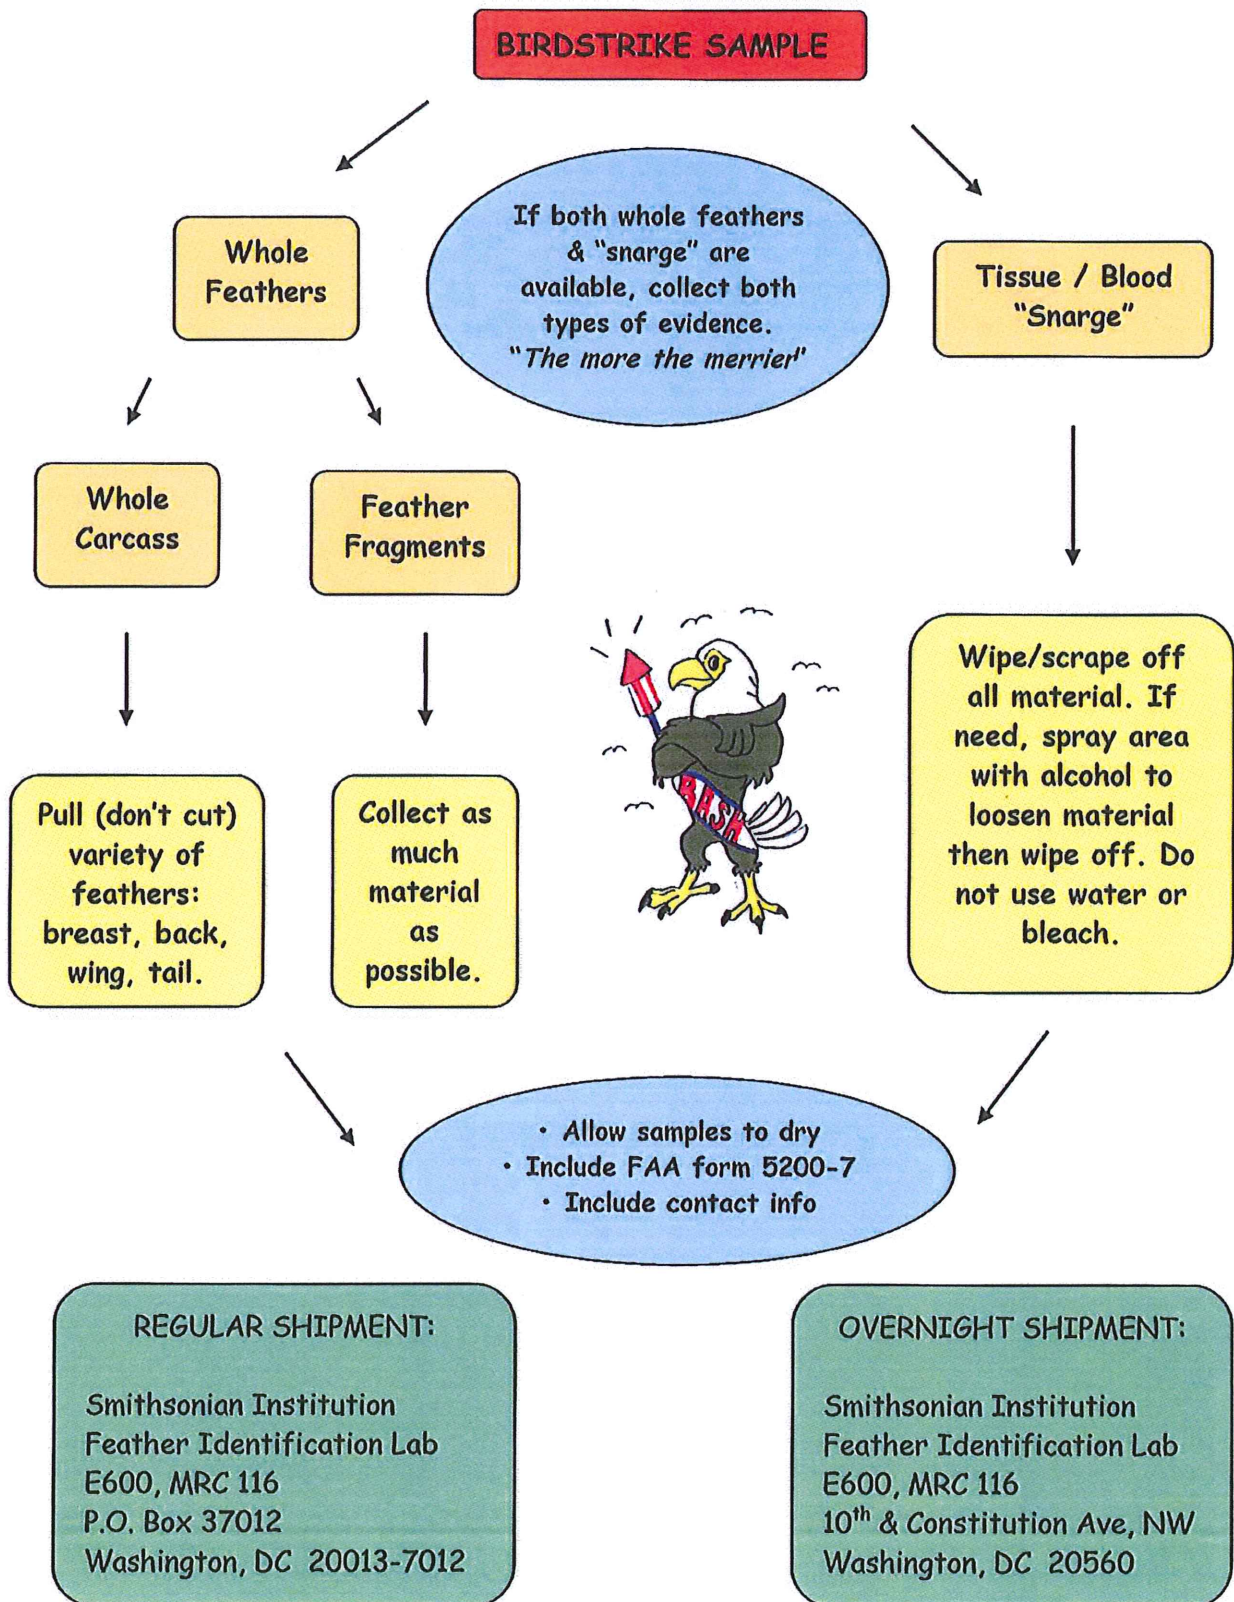 BIRDSTRIKE SAMPLE
If both whole feathers
& “snarge” are
available, collect both
types of evidence.
“The more the merrier”
Whole
Feathers
Tissue / Blood
“Snarge”
Whole
Carcass
Feather
Fragments
Pull (don't cut)
variety of
feathers:
breast, back,
wing, tail.
Collect as
much
material
as
possible.
BASH
Wipe/scrape off
all material. If
need, spray area
with alcohol to
loosen material
then wipe off. Do
not use water or
bleach.
• Allow samples to dry
• Include FAA form 5200-7
• Include contact info
REGULAR SHIPMENT:
Smithsonian Institution
Feather Identification Lab
E600, MRC 116
P.O. Box 37012
Washington, DC 20013-7012
OVERNIGHT SHIPMENT:
Smithsonian Institution
Feather Identification Lab
E600, MRC 116
10th & Constitution Ave, NW
Washington, DC 20560